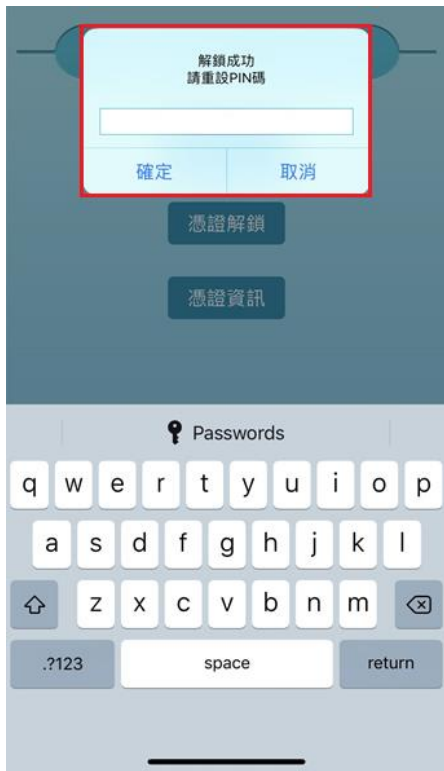 解鎖成功
請重設PIN碼
確定 取消
憑證解鎖
憑證資訊
Passwords
q w e r t y u i o p
a s d f g h j k l
z x c v b n m
.?123 space return